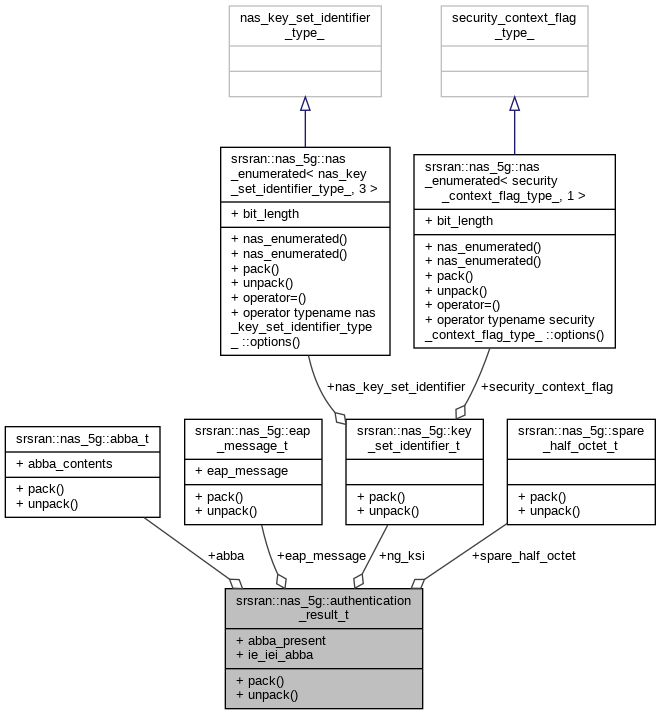 nas_key_set_identifier
_type_
security_context_flag
_type_
srsran::nas_5g::nas
_enumerated< nas_key
_set_identifier_type_, 3 >
+ bit_length
+ nas_enumerated()
+ nas_enumerated()
+ pack()
+ unpack()
+ operator=()
+ operator typename nas
_key_set_identifier_type
_ ::options()
srsran::nas_5g::nas
_enumerated< security
_context_flag_type_, 1 >
+ bit_length
+ nas_enumerated()
+ nas_enumerated()
+ pack()
+ unpack()
+ operator=()
+ operator typename security
_context_flag_type_ ::options()
+nas_key_set_identifier
+security_context_flag
srsran::nas_5g::abba_t
+ abba_contents
+ pack()
+ unpack()
srsran::nas_5g::eap
_message_t
+ eap_message
+ pack()
+ unpack()
srsran::nas_5g::key
_set_identifier_t
+ pack()
+ unpack()
srsran::nas_5g::spare
_half_octet_t
+ pack()
+ unpack()
+abba
+eap_message
+ng_ksi
+spare_half_octet
srsran::nas_5g::authentication
_result_t
+ abba_present
+ ie_iei_abba
+ pack()
+ unpack()